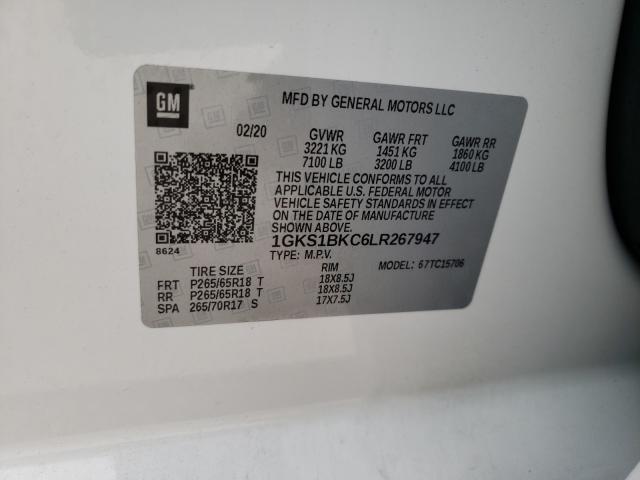 GM
MFD BY GENERAL MOTORS LLC
02/20 GVWR GAWR FRT GAWR RR
3221 KG 1451 KG 1860 KG
7100 LB 3200 LB 4100 LB
THIS VEHICLE CONFORMS TO ALL
APPLICABLE U.S. FEDERAL MOTOR
VEHICLE SAFETY STANDARDS IN EFFECT
ON THE DATE OF MANUFACTURE
SHOWN ABOVE.
8624
1GKS1BKC6LR267947
TYPE: M.P.V. MODEL: 67TC15706
TIRE SIZE RIM
FRT P265/65R18 T 18X8.5J
RR P265/65R18 T 18X8.5J
SPA 265/70R17 S 17X7.5J